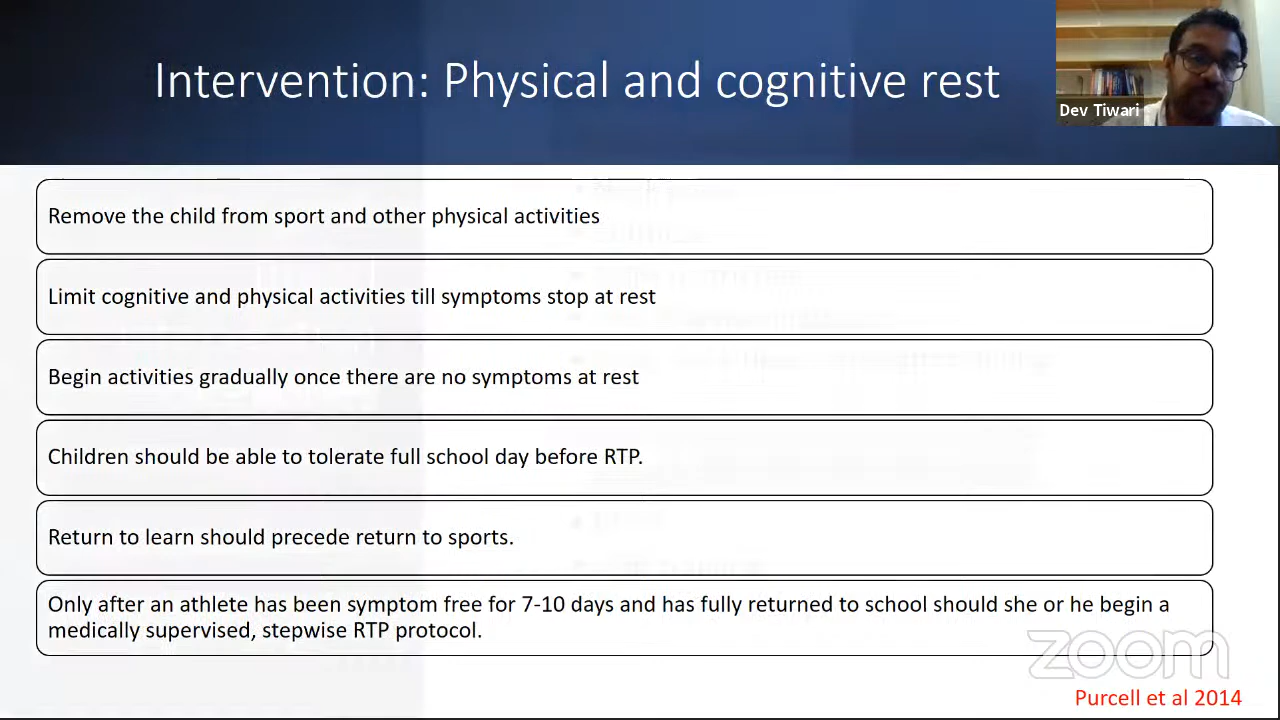 Intervention: Physical and cognitive rest
Dev Tiwari
Remove the child from sport and other physical activities
Limit cognitive and physical activities till symptoms stop at rest
Begin activities gradually once there are no symptoms at rest
Children should be able to tolerate full school day before RTP.
Return to learn should precede return to sports.
Only after an athlete has been symptom free for 7-10 days and has fully returned to school should she or he begin a
medically supervised, stepwise RTP protocol.
zoom
Purcell et al 2014